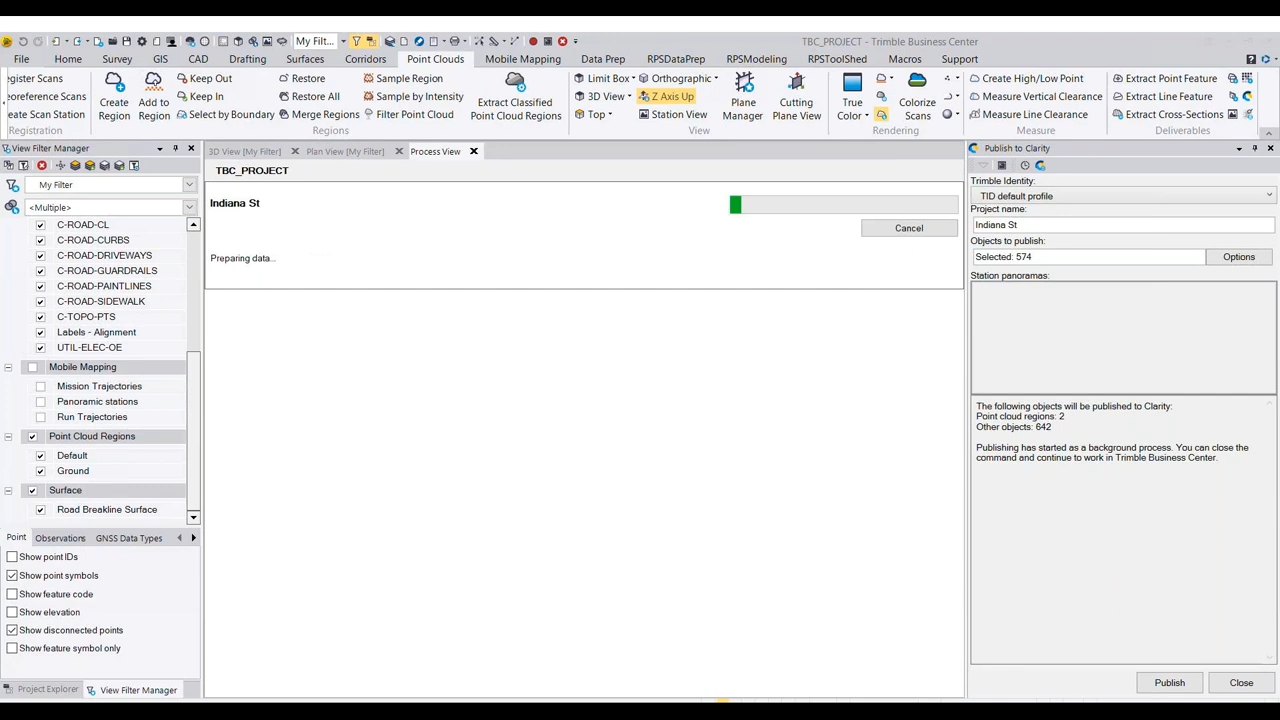 My Filt...
TBC_PROJECT - Trimble Business Center
File Home Survey GIS CAD Drafting Surfaces Corridors Point Clouds Mobile Mapping Data Prep RPSDataPrep RPSModeling RPSToolShed Macros Support
egister Scans
eoreference Scans
eate Scan Station
Registration
Create Region
Add to Region
Keep Out
Keep In
Select by Boundary
Restore
Restore All
Merge Regions
Sample Region
Sample by Intensity
Filter Point Cloud
Regions
Extract Classified Point Cloud Regions
Limit Box
3D View
Top
Orthographic
Z Axis Up
Station View
View
Plane Manager
Cutting Plane View
True Color
Colorize Scans
Rendering
Create High/Low Point
Measure Vertical Clearance
Measure Line Clearance
Measure
Extract Point Feature
Extract Line Feature
Extract Cross-Sections
Deliverables
View Filter Manager
My Filter
<Multiple>
C-ROAD-CL
C-ROAD-CURBS
C-ROAD-DRIVEWAYS
C-ROAD-GUARDRAILS
C-ROAD-PAINTLINES
C-ROAD-SIDEWALK
C-TOPO-PTS
Labels - Alignment
UTIL-ELEC-OE
Mobile Mapping
Mission Trajectories
Panoramic stations
Run Trajectories
Point Cloud Regions
Default
Ground
Surface
Road Breakline Surface
Point Observations GNSS Data Types
Show point IDs
Show point symbols
Show feature code
Show elevation
Show disconnected points
Show feature symbol only
Project Explorer View Filter Manager
3D View [My Filter] Plan View [My Filter] Process View
TBC_PROJECT
Indiana St
Cancel
Preparing data...
Publish to Clarity
Trimble Identity:
TID default profile
Project name:
Indiana St
Objects to publish:
Selected: 574 Options
Station panoramas:
The following objects will be published to Clarity:
Point cloud regions: 2
Other objects: 642
Publishing has started as a background process. You can close the
command and continue to work in Trimble Business Center.
Publish Close